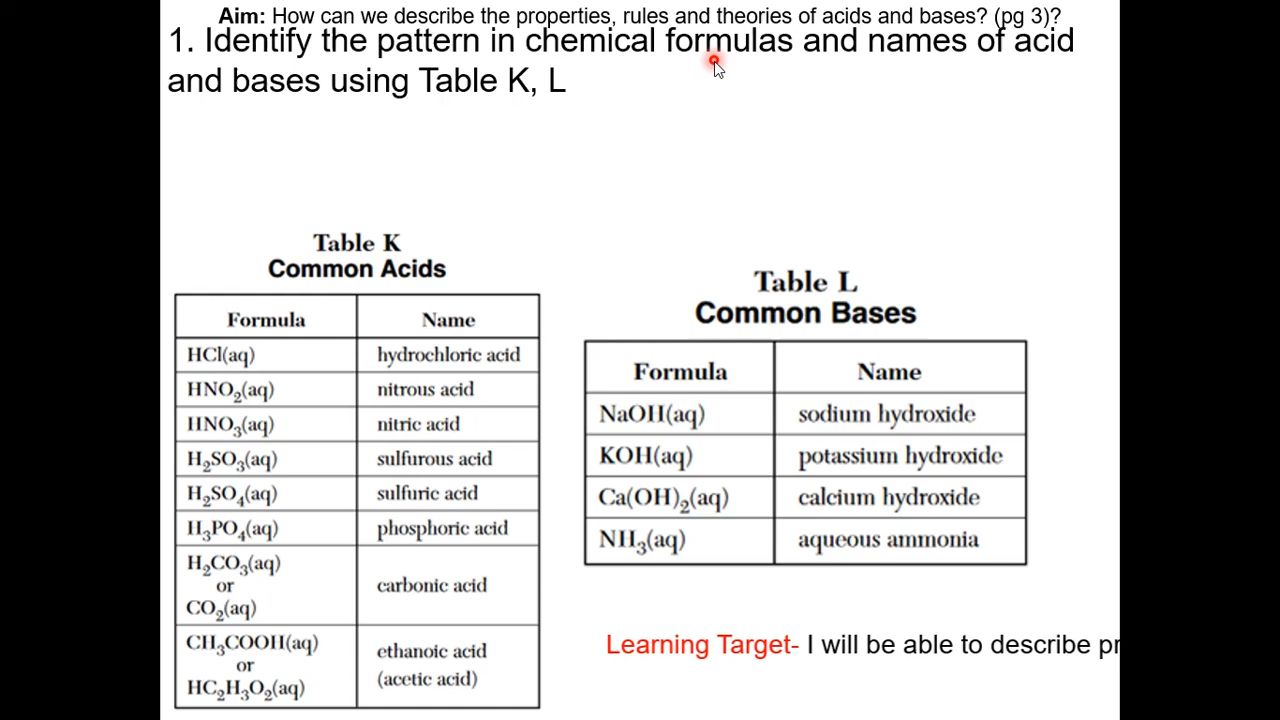 Aim: How can we describe the properties, rules and theories of acids and bases? (pg 3)?
1. Identify the pattern in chemical formulas and names of acid
and bases using Table K, L
Table K
Common Acids
Formula Name
HCl(aq) hydrochloric acid
HNO₂(aq) nitrous acid
HNO₃(aq) nitric acid
H₂SO₃(aq) sulfurous acid
H₂SO₄(aq) sulfuric acid
H₃PO₄(aq) phosphoric acid
H₂CO₃(aq)
or
CO₂(aq)
carbonic acid
CH₃COOH(aq)
or
HC₂H₃O₂(aq)
ethanoic acid
(acetic acid)
Table L
Common Bases
Formula Name
NaOH(aq) sodium hydroxide
KOH(aq) potassium hydroxide
Ca(OH)₂(aq) calcium hydroxide
NH₃(aq) aqueous ammonia
Learning Target- I will be able to describe pr